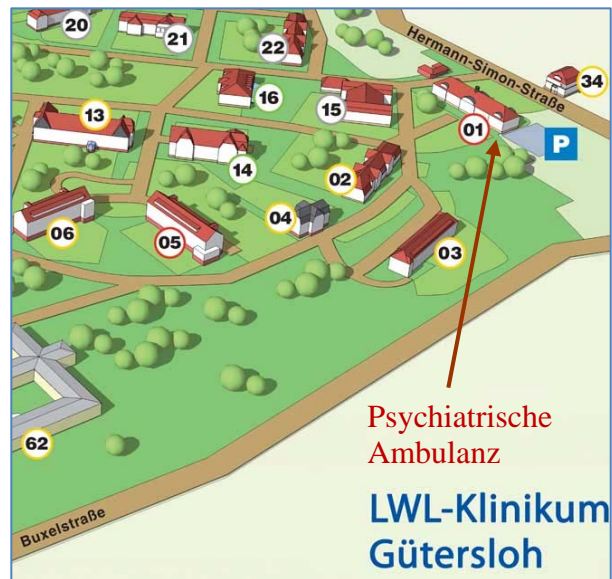 20
21
22
Hermann-Simon-Straße
34
16
15
01
P
13
14
02
04
06
05
03
62
Psychiatrische
Ambulanz
LWL-Klinikum
Gütersloh
Buxelstraße